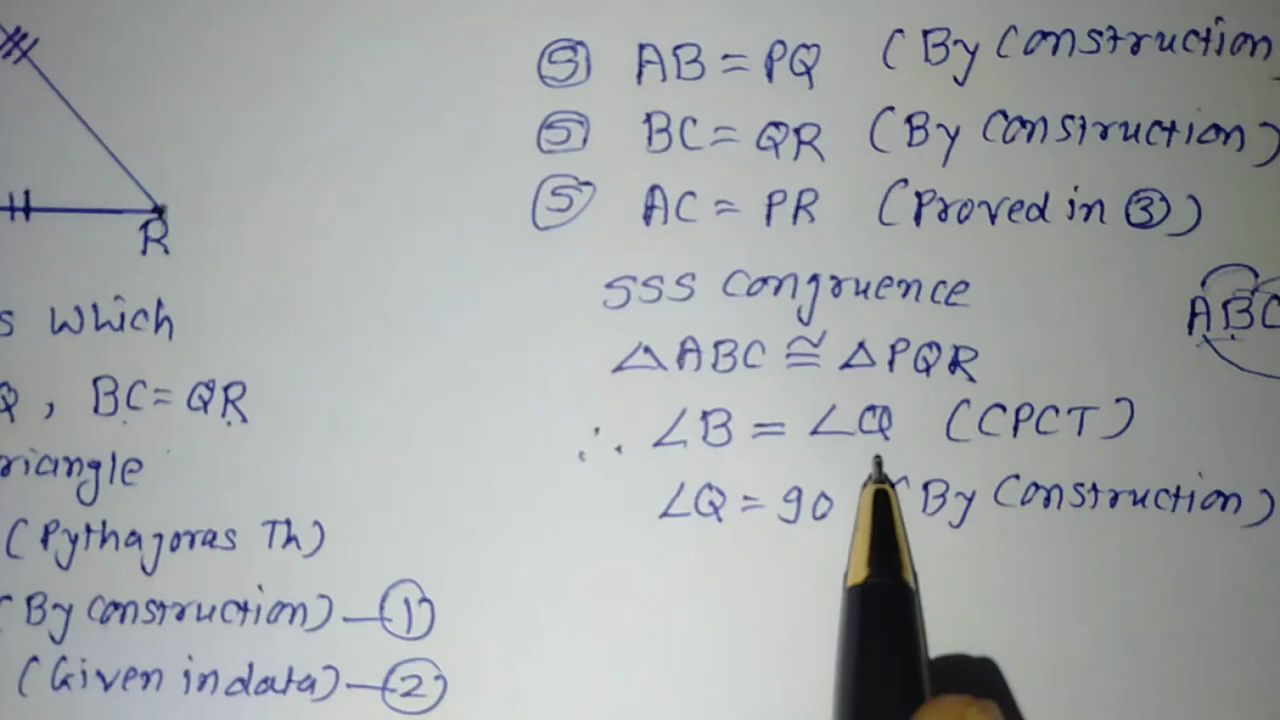 R
s which
Q, BC = QR
riangle
(Pythagoras Th)
(By construction) — ①
(Given in data) — ②
Ⓢ AB = PQ (By construction
Ⓢ BC = QR (By construction)
Ⓢ AC = PR (Proved in ③)
SSS congruence
△ABC ≅ △PQR
∴ ∠B = ∠Q (CPCT)
∠Q = 90 (By construction)
ABC